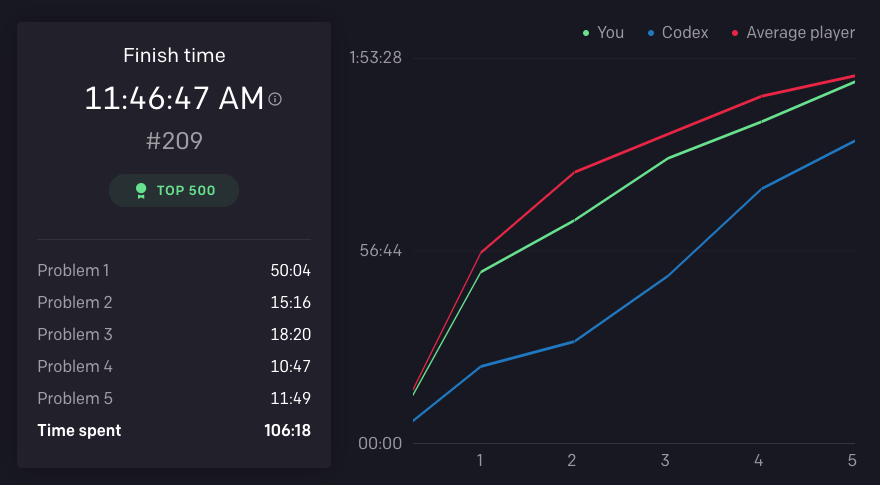 Finish time
11:46:47 AM
#209
TOP 500
Problem 1 50:04
Problem 2 15:16
Problem 3 18:20
Problem 4 10:47
Problem 5 11:49
Time spent 106:18
You Codex Average player
1:53:28
56:44
00:00
1 2 3 4 5